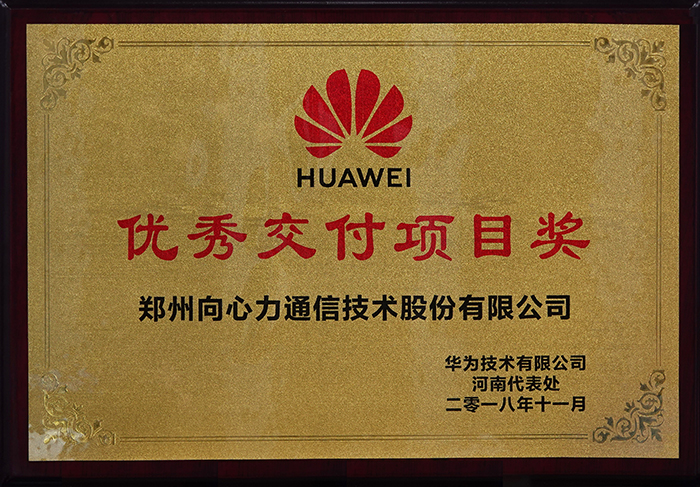 HUAWEI
优秀交付项目奖
郑州向心力通信技术股份有限公司
华为技术有限公司
河南代表处
二零一八年十一月